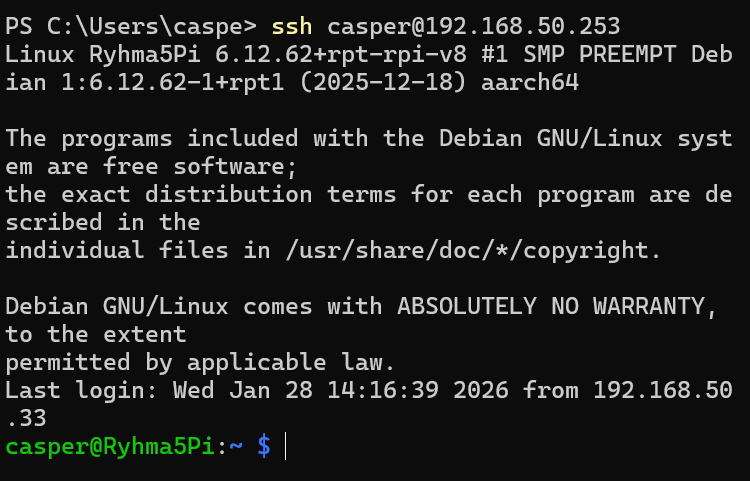 PS C:\Users\caspe> ssh casper@192.168.50.253
Linux Ryhma5Pi 6.12.62+rpt-rpi-v8 #1 SMP PREEMPT Deb
ian 1:6.12.62-1+rpt1 (2025-12-18) aarch64

The programs included with the Debian GNU/Linux syst
em are free software;
the exact distribution terms for each program are de
scribed in the
individual files in /usr/share/doc/*/copyright.

Debian GNU/Linux comes with ABSOLUTELY NO WARRANTY,
to the extent
permitted by applicable law.
Last login: Wed Jan 28 14:16:39 2026 from 192.168.50
.33
casper@Ryhma5Pi:~ $